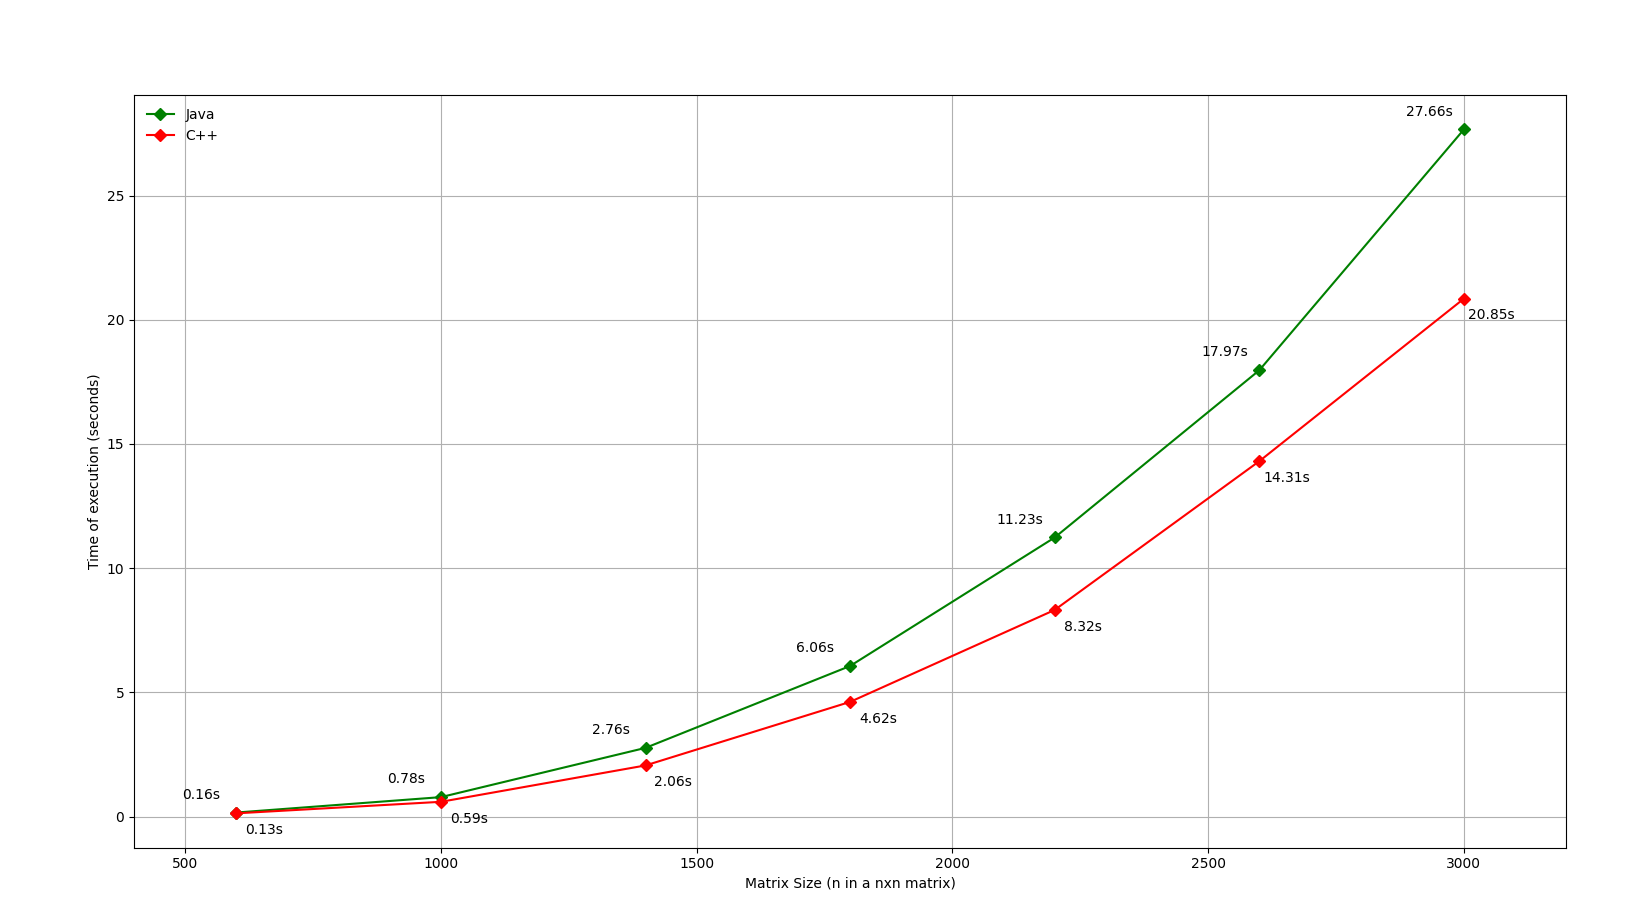 Java
C++
27.66s
25
20
20.85s
17.97s
15
14.31s
11.23s
10
8.32s
6.06s
5
4.62s
2.76s
2.06s
0.78s
0.59s
0.16s
0.13s
0
Time of execution (seconds)
500 1000 1500 2000 2500 3000
Matrix Size (n in a nxn matrix)